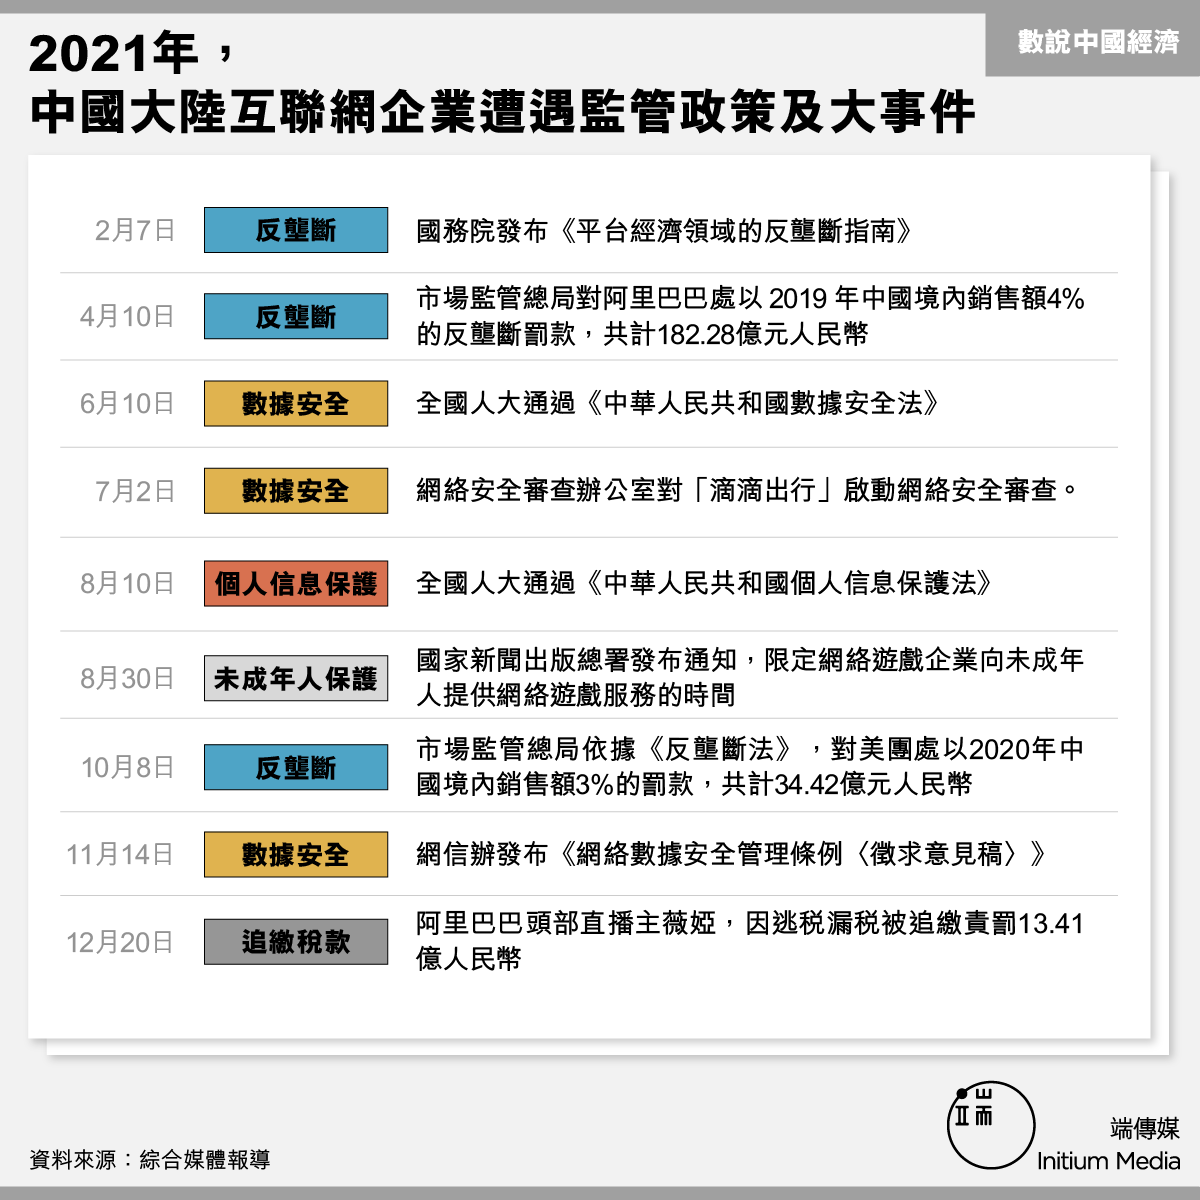 數說中國經濟
2021年，
中國大陸互聯網企業遭遇監管政策及大事件
2月7日 反壟斷 國務院發布《平台經濟領域的反壟斷指南》
4月10日 反壟斷 市場監管總局對阿里巴巴處以 2019 年中國境內銷售額4%
的反壟斷罰款，共計182.28億元人民幣
6月10日 數據安全 全國人大通過《中華人民共和國數據安全法》
7月2日 數據安全 網絡安全審查辦公室對「滴滴出行」啟動網絡安全審查。
8月10日 個人信息保護 全國人大通過《中華人民共和國個人信息保護法》
8月30日 未成年人保護 國家新聞出版總署發布通知，限定網絡遊戲企業向未成年
人提供網絡遊戲服務的時間
10月8日 反壟斷 市場監管總局依據《反壟斷法》，對美團處以2020年中
國境內銷售額3%的罰款，共計34.42億元人民幣
11月14日 數據安全 網信辦發布《網絡數據安全管理條例〈徵求意見稿〉》
12月20日 追繳稅款 阿里巴巴頭部直播主薇婭，因逃税漏税被追繳責罰13.41
億人民幣
端
端傳媒
Initium Media
資料來源：綜合媒體報導